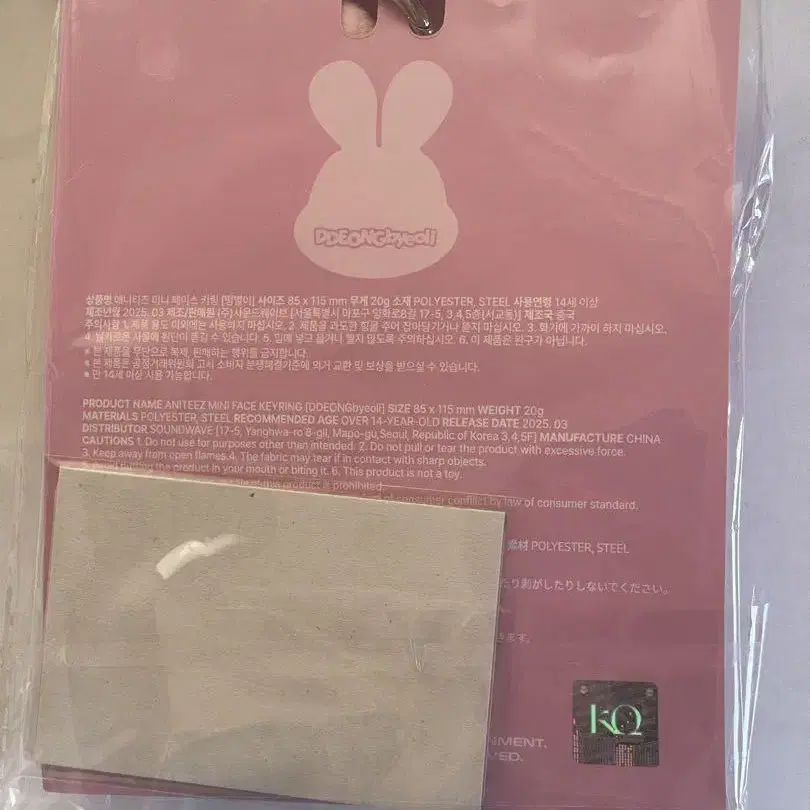 DDEONGbyeoli
상품명 애니티즈 미니 페이스 키링 [띵별이] 사이즈 85 x 115 mm 무게 20g 소재 POLYESTER, STEEL 사용연령 14세 이상
제조년월 2025. 03 제조/판매원 (주)사운드웨이브 [서울특별시 마포구 양화로8길 17-5, 3,4,5층(서교동)] 제조국 중국
주의사항 1. 제품 용도 이외에는 사용하지 마십시오. 2. 제품을 과도한 힘을 주어 잡아당기거나 뜯지 마십시오. 3. 화기에 가까이 하지 마십시오.
4. 날카로운 사물에 원단이 뜯길 수 있습니다. 5. 입에 넣고 물거나 빨지 않도록 주의하십시오. 6. 이 제품은 완구가 아닙니다.
* 본 제품을 무단으로 복제, 판매하는 행위를 금지합니다.
* 본 제품은 공정거래위원회 고시 소비자 분쟁해결기준에 의거 교환 및 보상을 받으실 수 있습니다.
* 만 14세 이상 사용 가능합니다.
PRODUCT NAME ANITEEZ MINI FACE KEYRING [DDEONGbyeoli] SIZE 85 x 115 mm WEIGHT 20g
MATERIALS POLYESTER, STEEL RECOMMENDED AGE OVER 14-YEAR-OLD RELEASE DATE 2025. 03
DISTRIBUTOR SOUNDWAVE [17-5, Yanghwa-ro 8-gil, Mapo-gu, Seoul, Republic of Korea 3,4,5F] MANUFACTURE CHINA
CAUTIONS 1. Do not use for purposes other than intended. 2. Do not pull or tear the product with excessive force.
3. Keep away from open flames. 4. The fabric may tear if in contact with sharp objects.
the product in your mouth or biting it. 6. This product is not a toy.
of this product is prohibited.
of consumer conflict by law of consumer standard.
素材 POLYESTER, STEEL
たり剥がしたりしないでください。
きます。
KQ